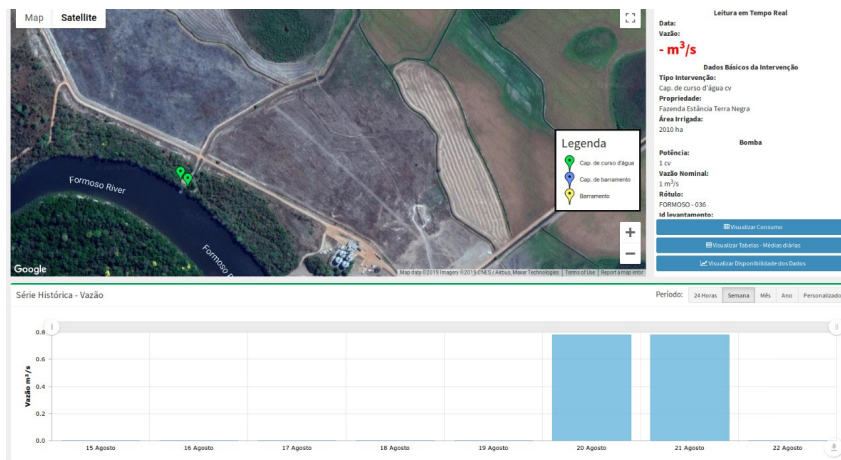 Map Satellite
Formoso River
Formoso
Legenda
Cap. de curso d'água
Cap. de barramento
Barramento
+
−
Google
Map data ©2019 Imagery ©2019 CNES / Airbus, Maxar Technologies Terms of Use Report a map error
Leitura em Tempo Real
Data:
Vazão:
- m³/s
Dados Básicos da Intervenção
Tipo Intervenção:
Cap. de curso d'água cv
Propriedade:
Fazenda Estância Terra Negra
Área Irrigada:
2010 ha
Bomba
Potência:
1 cv
Vazão Nominal:
1 m³/s
Rótulo:
FORMOSO - 036
Id levantamento:
Visualizar Consumo
Visualizar Tabelas - Médias diárias
Visualizar Disponibilidade dos Dados
Série Histórica - Vazão
Período: 24 Horas Semana Mês Ano Personalizado
Vazão m³/s
0.8
0.6
0.4
0.2
0.0
15 Agosto 16 Agosto 17 Agosto 18 Agosto 19 Agosto 20 Agosto 21 Agosto 22 Agosto